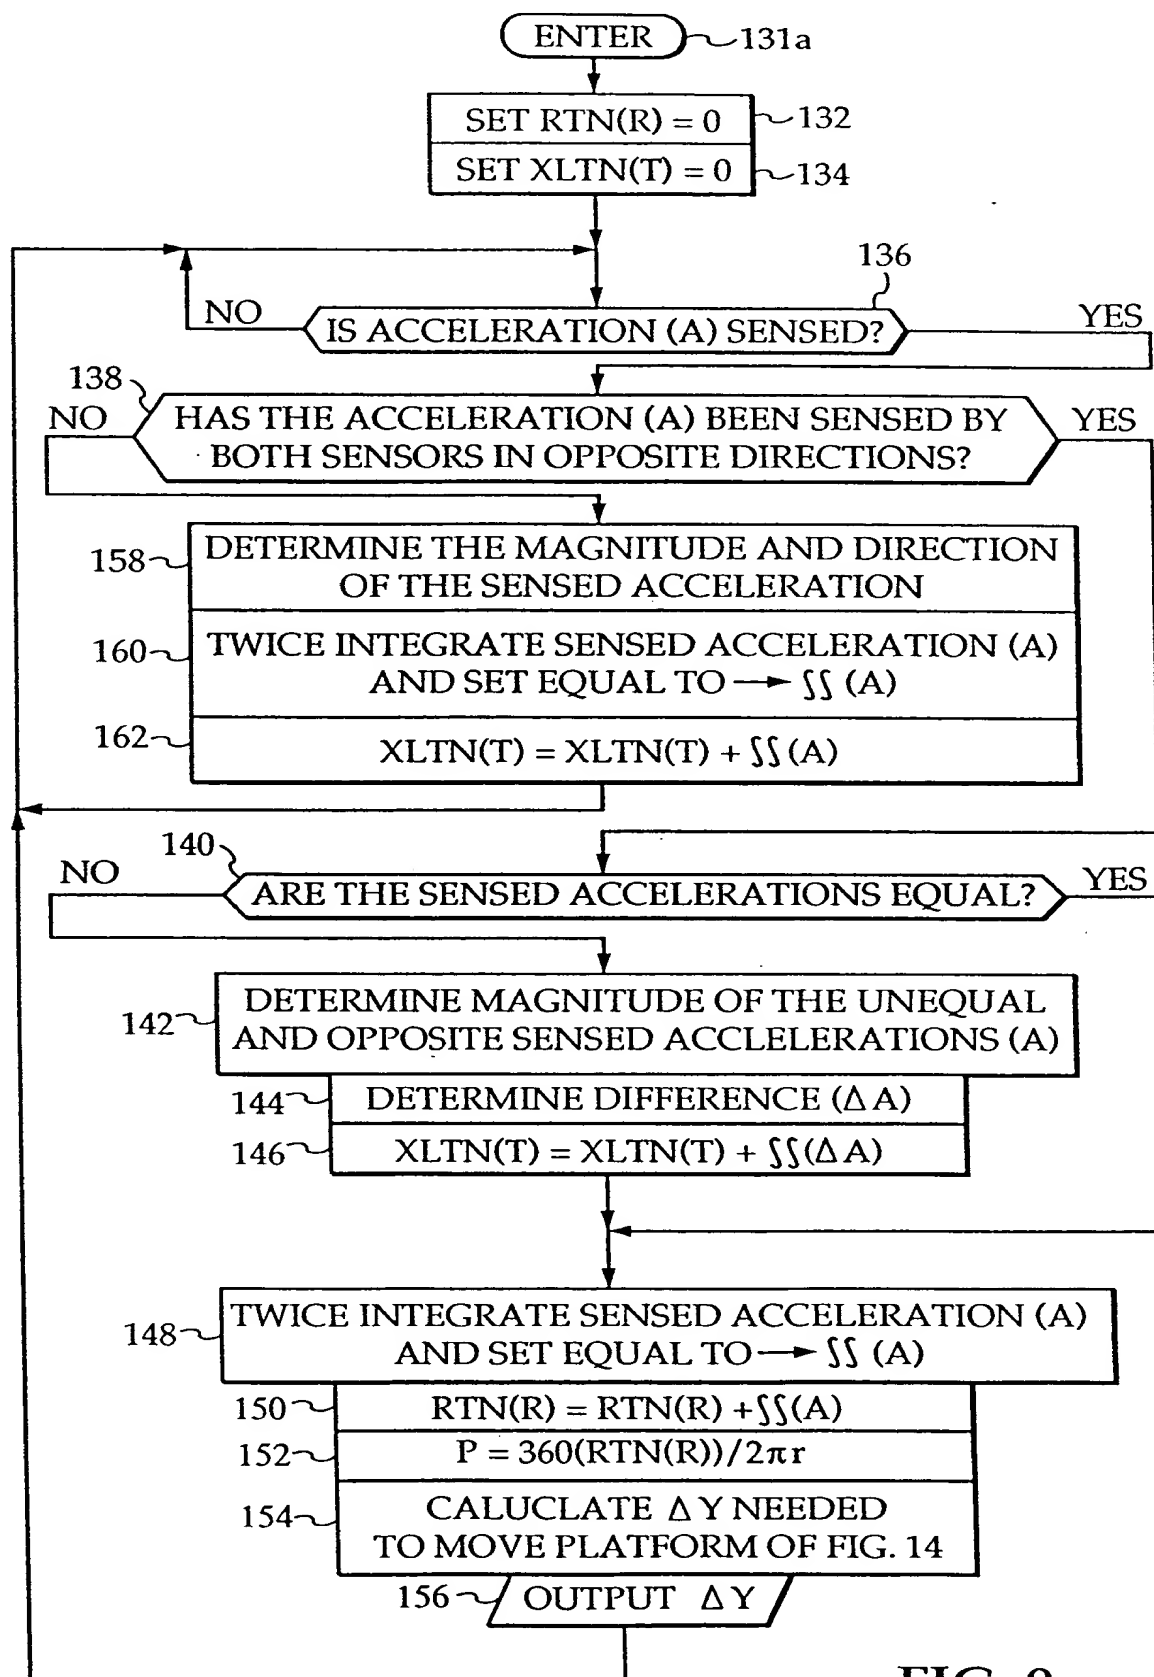 ENTER 131a
SET RTN(R) = 0 132
SET XLTN(T) = 0 134
136
NO IS ACCELERATION (A) SENSED? YES
138
NO HAS THE ACCELERATION (A) BEEN SENSED BY YES
BOTH SENSORS IN OPPOSITE DIRECTIONS?
158 DETERMINE THE MAGNITUDE AND DIRECTION
OF THE SENSED ACCELERATION
160 TWICE INTEGRATE SENSED ACCELERATION (A)
AND SET EQUAL TO → ∫∫ (A)
162 XLTN(T) = XLTN(T) + ∫∫ (A)
140
NO ARE THE SENSED ACCELERATIONS EQUAL? YES
142 DETERMINE MAGNITUDE OF THE UNEQUAL
AND OPPOSITE SENSED ACCLELERATIONS (A)
144 DETERMINE DIFFERENCE (Δ A)
146 XLTN(T) = XLTN(T) + ∫∫(Δ A)
148 TWICE INTEGRATE SENSED ACCELERATION (A)
AND SET EQUAL TO → ∫∫ (A)
150 RTN(R) = RTN(R) +∫∫(A)
152 P = 360(RTN(R))/2πr
154 CALUCLATE Δ Y NEEDED
TO MOVE PLATFORM OF FIG. 14
156 OUTPUT Δ Y